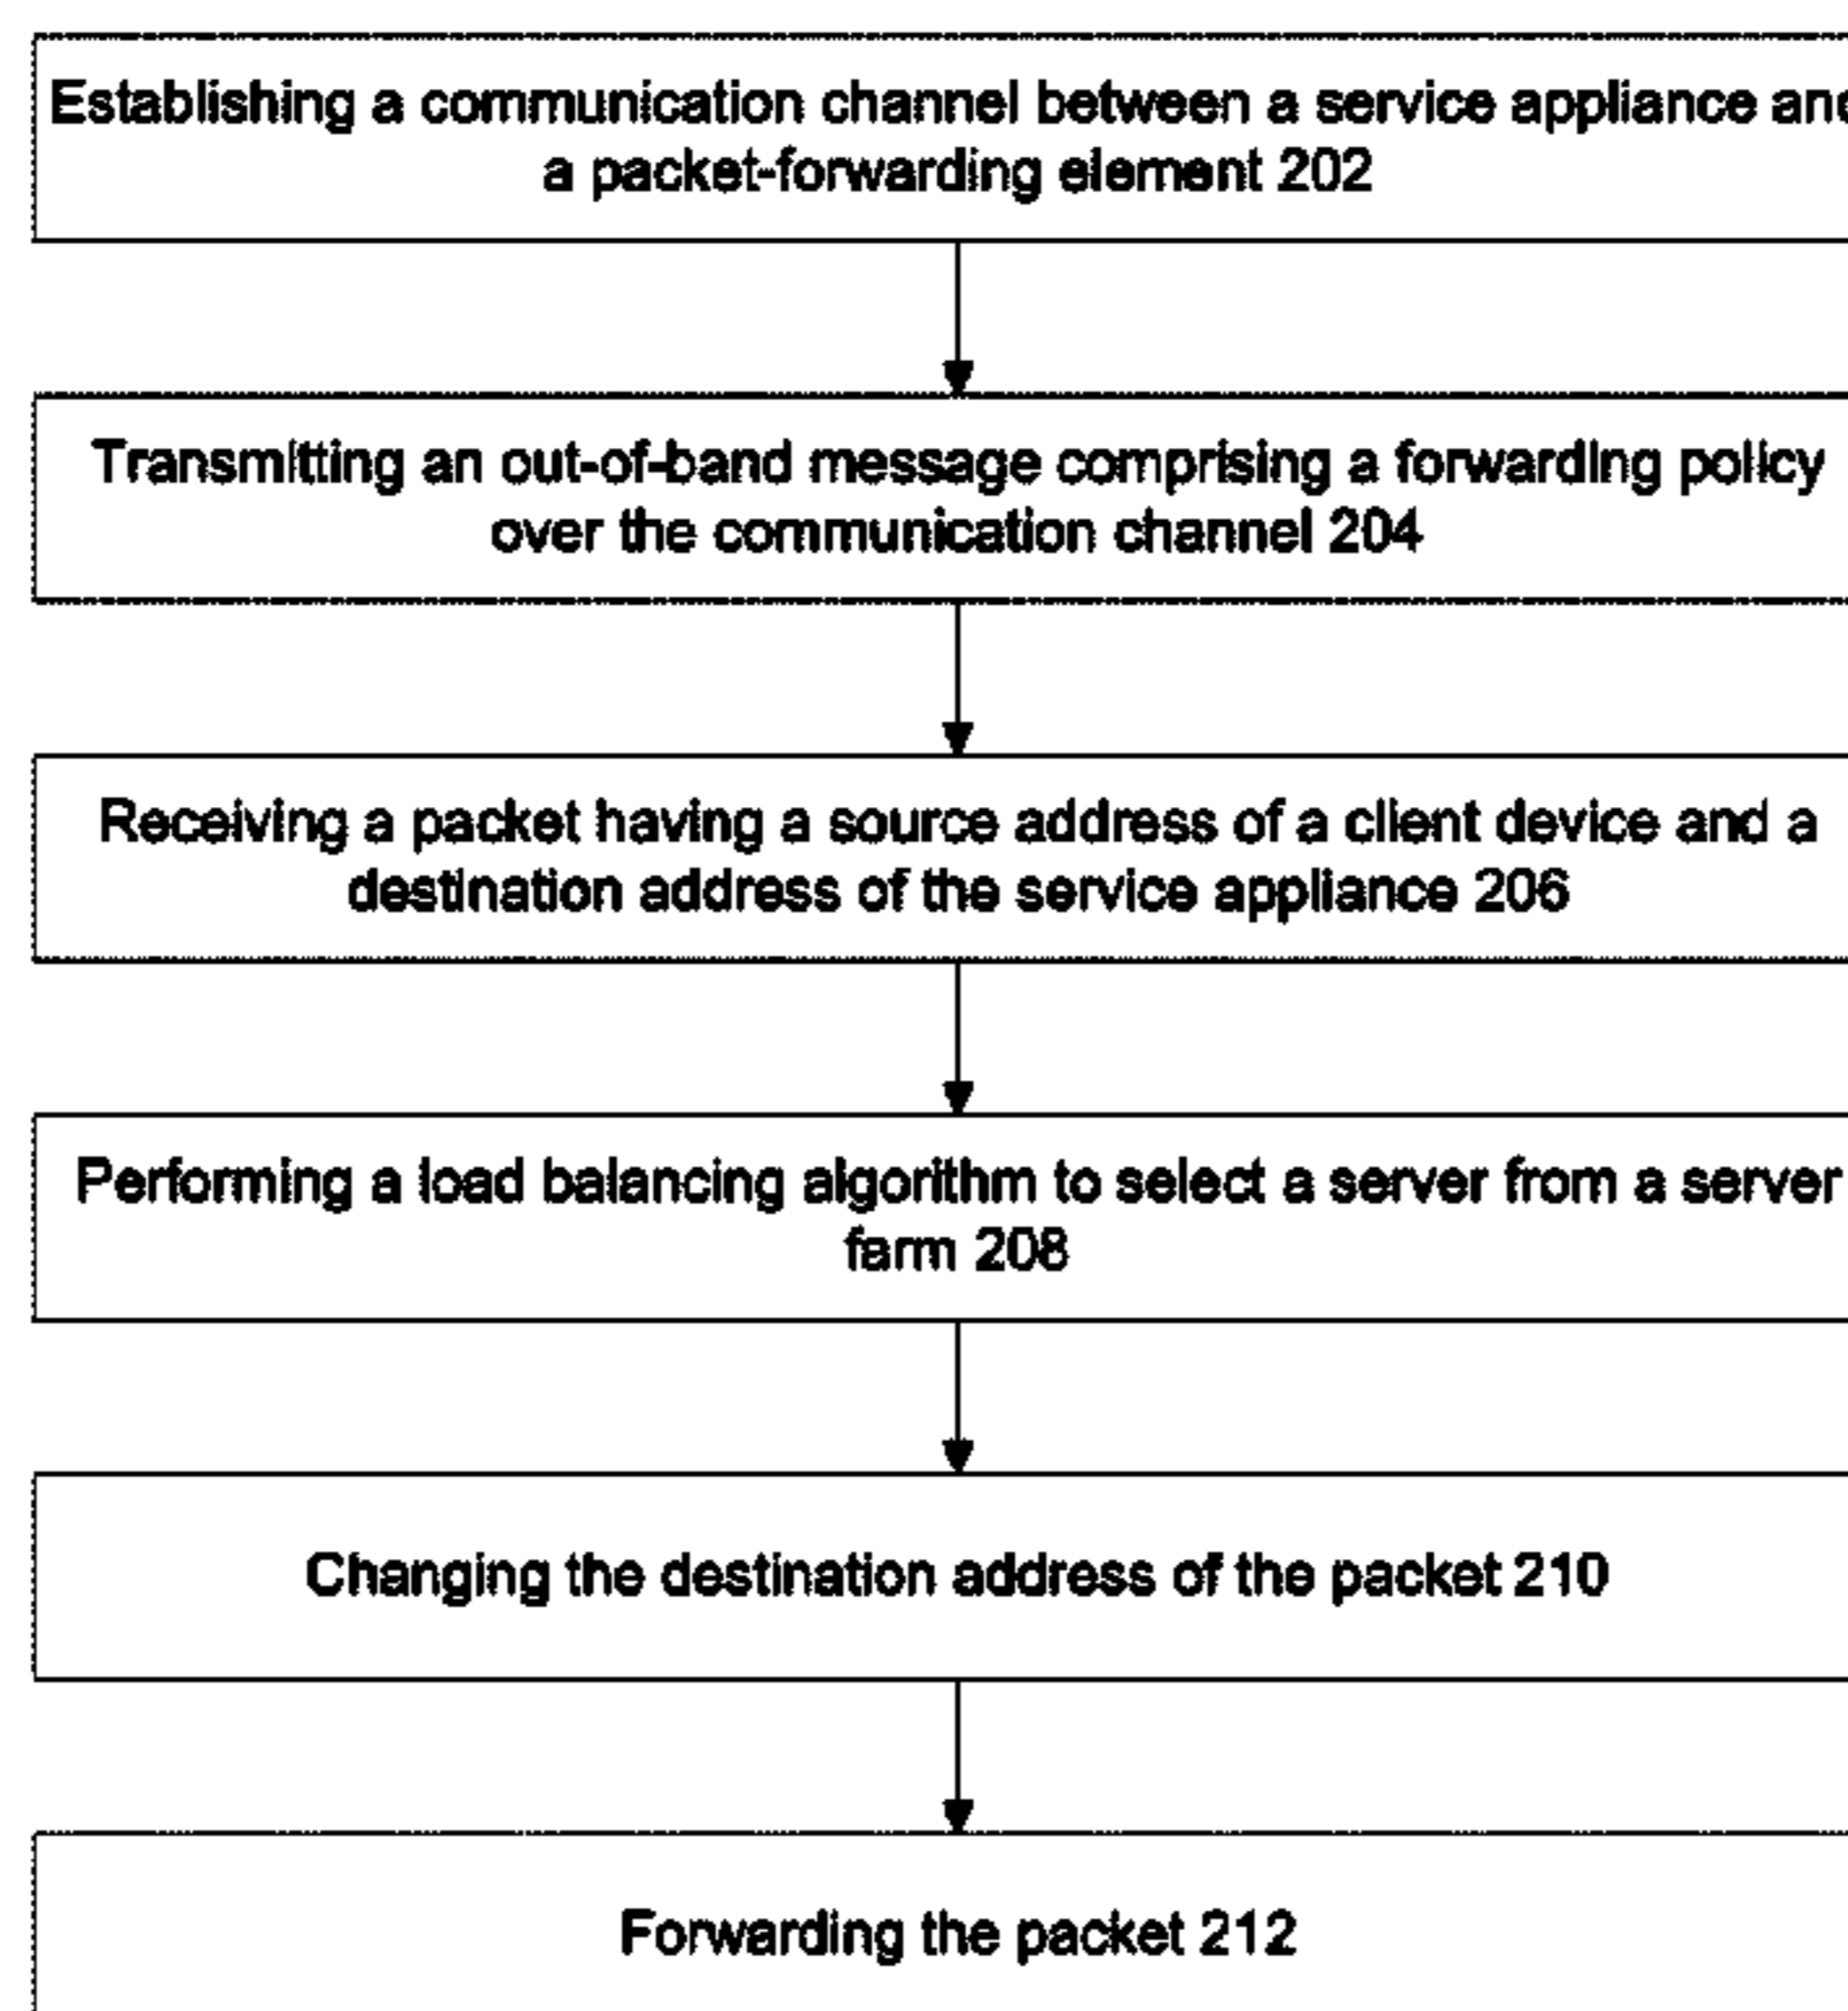 Establishing a communication channel between a service appliance and
a packet-forwarding element 202
Transmitting an out-of-band message comprising a forwarding policy
over the communication channel 204
Receiving a packet having a source address of a client device and a
destination address of the service appliance 206
Performing a load balancing algorithm to select a server from a server
farm 208
Changing the destination address of the packet 210
Forwarding the packet 212